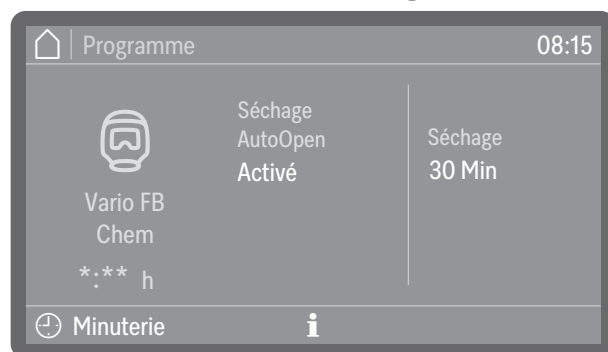 Programme 08:15
Vario FB
Chem
*:** h
Séchage
AutoOpen
Activé
Séchage
30 Min
Minuterie i